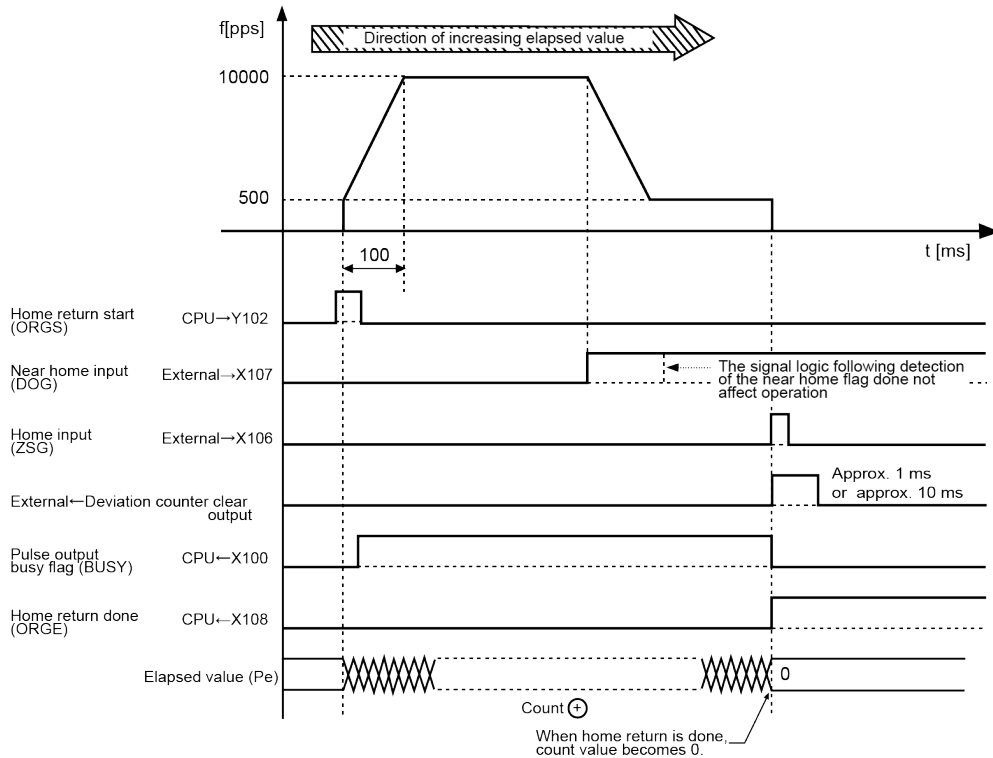 f[pps]
Direction of increasing elapsed value
10000
500
t [ms]
100
Home return start
(ORGS)
CPU→Y102
Near home input
(DOG)
External→X107
The signal logic following detection
of the near home flag done not
affect operation
Home input
(ZSG)
External→X106
External←Deviation counter clear
output
Approx. 1 ms
or approx. 10 ms
Pulse output
busy flag (BUSY)
CPU←X100
Home return done
(ORGE)
CPU←X108
Elapsed value (Pe)
0
Count +
When home return is done,
count value becomes 0.